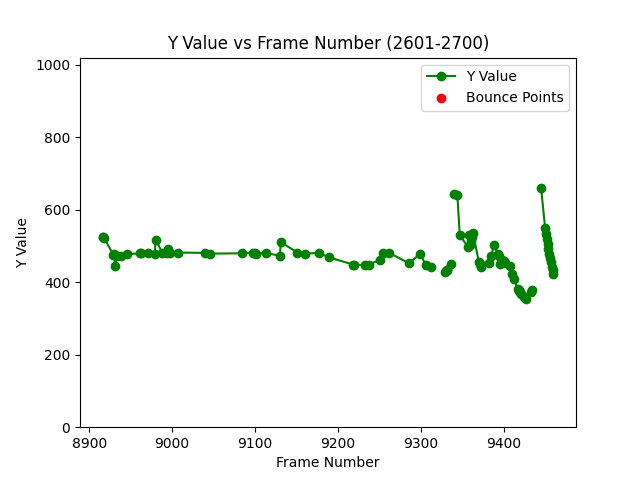 Y Value vs Frame Number (2601-2700)
Y Value
Bounce Points
1000
800
600
400
200
0
Y Value
8900 9000 9100 9200 9300 9400
Frame Number